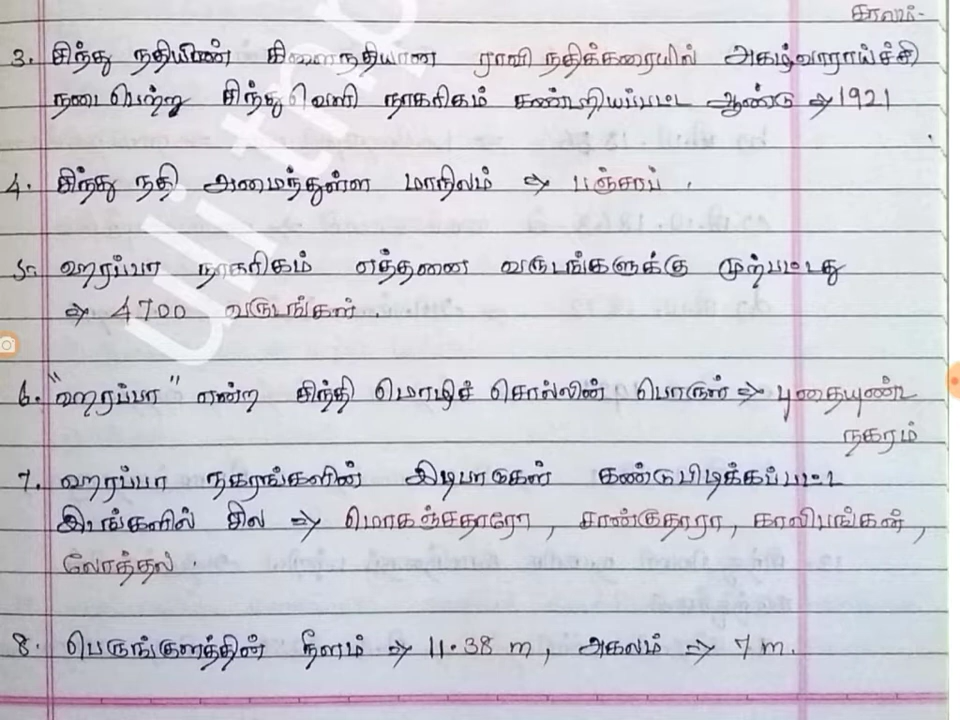 காலம்-
3. சிந்து நதியின் கிளைநதியான ராவி நதிக்கரையில் அகழ்வாராய்ச்சி
நடைபெற்று சிந்துவெளி நாகரிகம் கண்டறியப்பட்ட ஆண்டு => 1921
4. சிந்து நதி அமைந்துள்ள மாநிலம் => பஞ்சாப்.
5. ஹரப்பா நாகரிகம் எத்தனை வருடங்களுக்கு முற்பட்டது
=> 4700 வருடங்கள்.
6. "ஹரப்பா" என்ற சிந்தி மொழிச் சொல்லின் பொருள் => புதையுண்ட
நகரம்
7. ஹரப்பா நகரங்களின் இடிபாடுகள் கண்டுபிடிக்கப்பட்ட
இடங்களில் சில => மொகஞ்சதாரோ, சான்குதாரா, காலிபங்கன்,
லோத்தல்.
8. பெருங்குளத்தின் நீளம் => 11.38 m, அகலம் => 7 m.